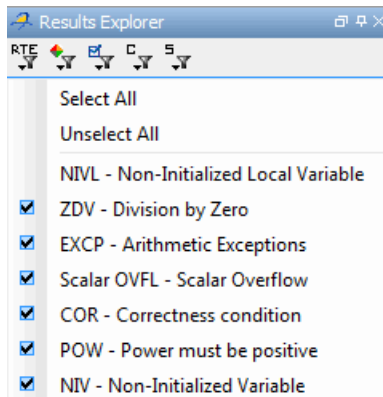 Results Explorer
RTE C S
Select All
Unselect All
NIVL - Non-Initialized Local Variable
ZDV - Division by Zero
EXCP - Arithmetic Exceptions
Scalar OVFL - Scalar Overflow
COR - Correctness condition
POW - Power must be positive
NIV - Non-Initialized Variable